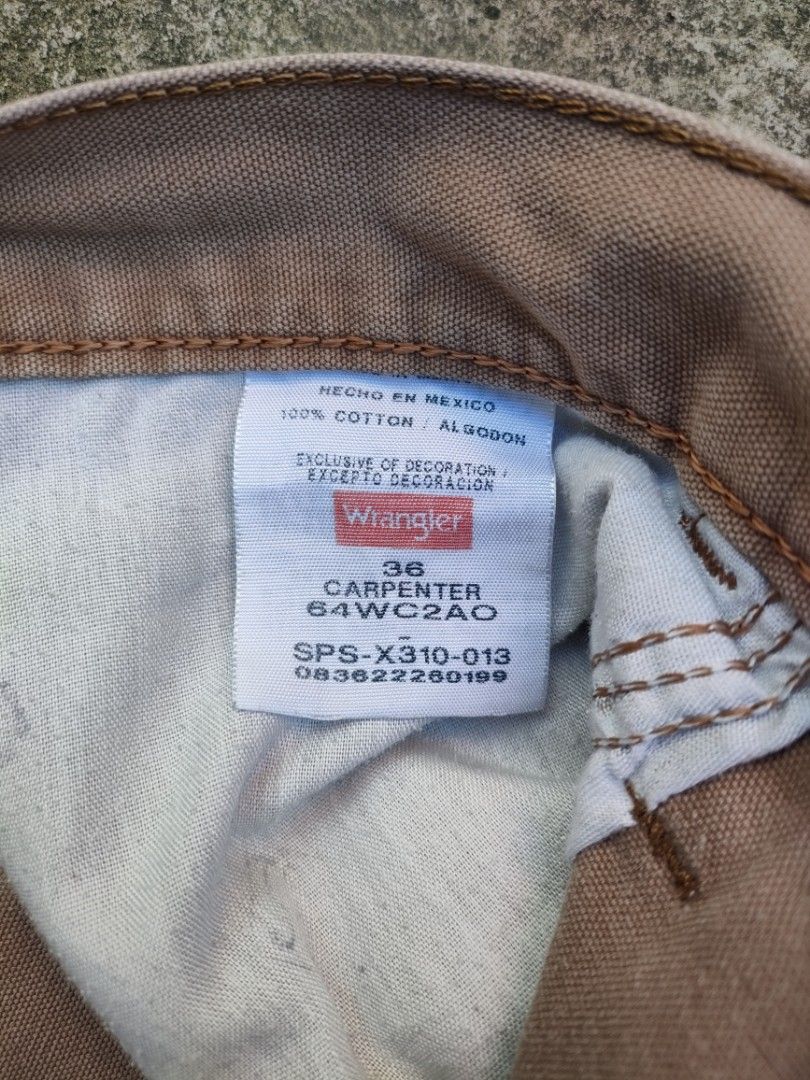 HECHO EN MEXICO
100% COTTON / ALGODON
EXCLUSIVE OF DECORATION /
EXCEPTO DECORACION
Wrangler
36
CARPENTER
64WC2AO
-
SPS-X310-013
083622260199